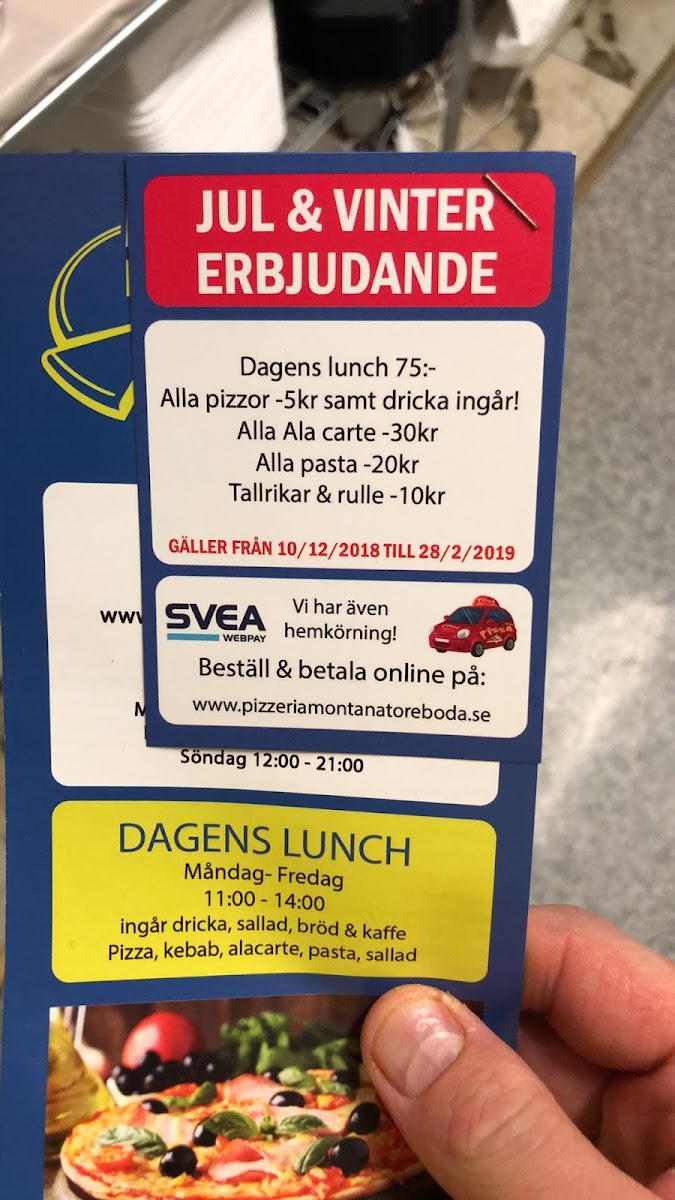 JUL & VINTER
ERBJUDANDE
Dagens lunch 75:-
Alla pizzor -5kr samt dricka ingår!
Alla Ala carte -30kr
Alla pasta -20kr
Tallrikar & rulle -10kr
GÄLLER FRÅN 10/12/2018 TILL 28/2/2019
SVEA
WEBPAY
Vi har även
hemkörning!
Pizza
Beställ & betala online på:
www.pizzeriamontanatoreboda.se
www
M
Söndag 12:00 - 21:00
DAGENS LUNCH
Måndag- Fredag
11:00 - 14:00
ingår dricka, sallad, bröd & kaffe
Pizza, kebab, alacarte, pasta, sallad